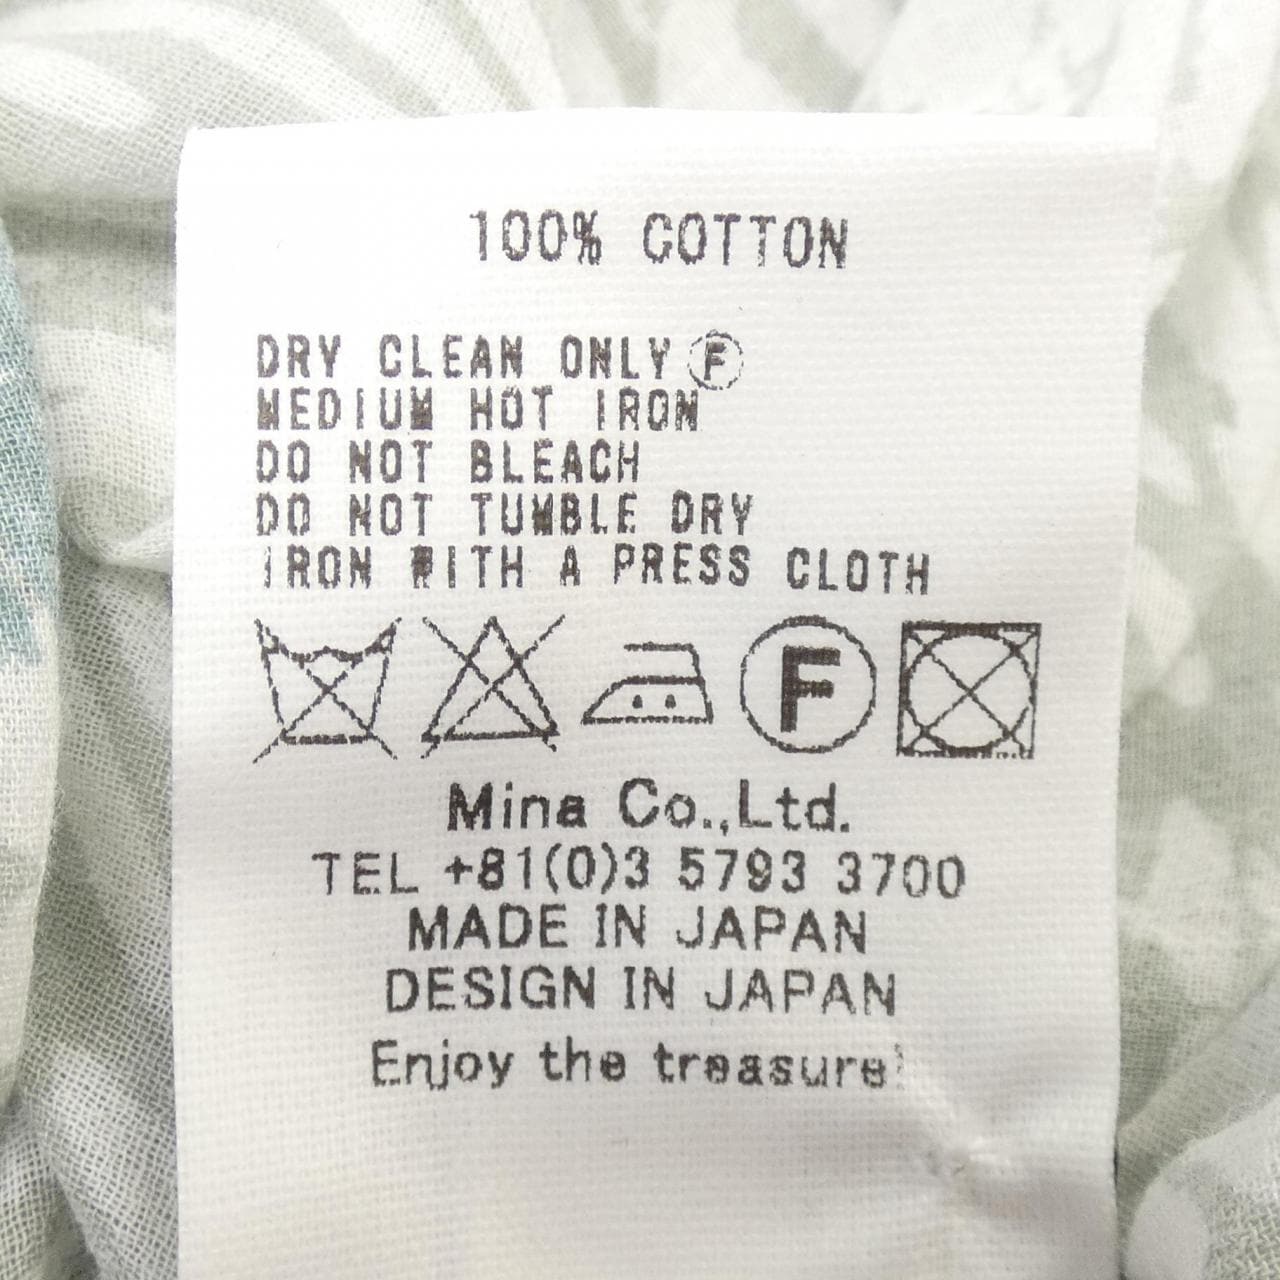 100% COTTON
DRY CLEAN ONLY Ⓕ
MEDIUM HOT IRON
DO NOT BLEACH
DO NOT TUMBLE DRY
IRON WITH A PRESS CLOTH
F
Mina Co.,Ltd.
TEL +81(0)3 5793 3700
MADE IN JAPAN
DESIGN IN JAPAN
Enjoy the treasure!